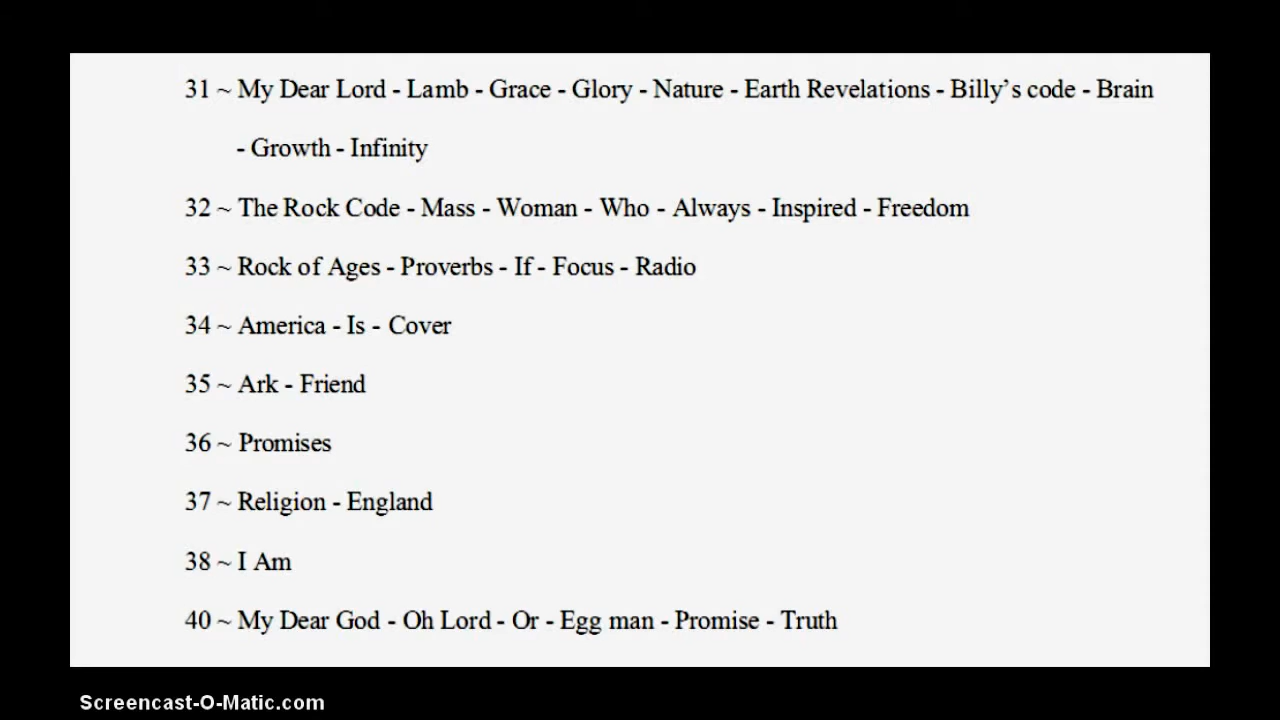 31 ~ My Dear Lord - Lamb - Grace - Glory - Nature - Earth Revelations - Billy’s code - Brain
- Growth - Infinity
32 ~ The Rock Code - Mass - Woman - Who - Always - Inspired - Freedom
33 ~ Rock of Ages - Proverbs - If - Focus - Radio
34 ~ America - Is - Cover
35 ~ Ark - Friend
36 ~ Promises
37 ~ Religion - England
38 ~ I Am
40 ~ My Dear God - Oh Lord - Or - Egg man - Promise - Truth
Screencast-O-Matic.com